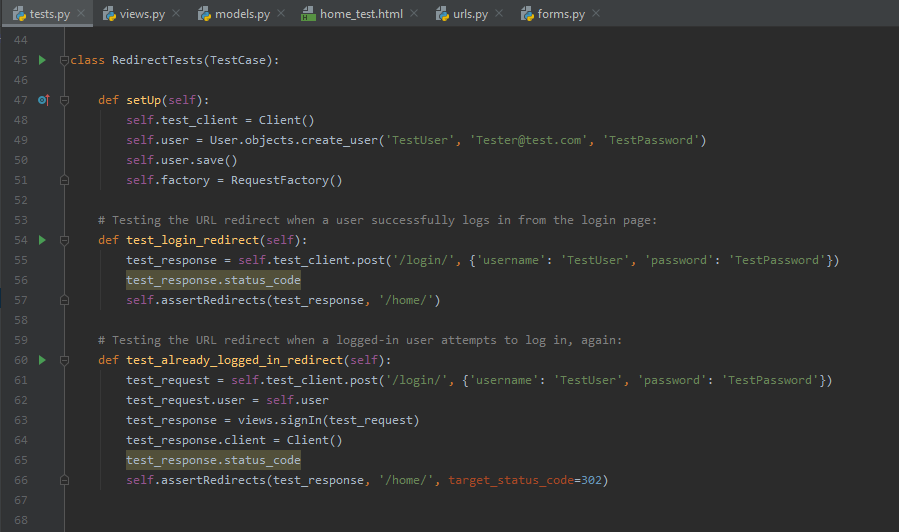 tests.py views.py models.py home_test.html urls.py forms.py
44
45 class RedirectTests(TestCase):
46
47     def setUp(self):
48         self.test_client = Client()
49         self.user = User.objects.create_user('TestUser', 'Tester@test.com', 'TestPassword')
50         self.user.save()
51         self.factory = RequestFactory()
52
53     # Testing the URL redirect when a user successfully logs in from the login page:
54     def test_login_redirect(self):
55         test_response = self.test_client.post('/login/', {'username': 'TestUser', 'password': 'TestPassword'})
56         test_response.status_code
57         self.assertRedirects(test_response, '/home/')
58
59     # Testing the URL redirect when a logged-in user attempts to log in, again:
60     def test_already_logged_in_redirect(self):
61         test_request = self.test_client.post('/login/', {'username': 'TestUser', 'password': 'TestPassword'})
62         test_request.user = self.user
63         test_response = views.signIn(test_request)
64         test_response.client = Client()
65         test_response.status_code
66         self.assertRedirects(test_response, '/home/', target_status_code=302)
67
68